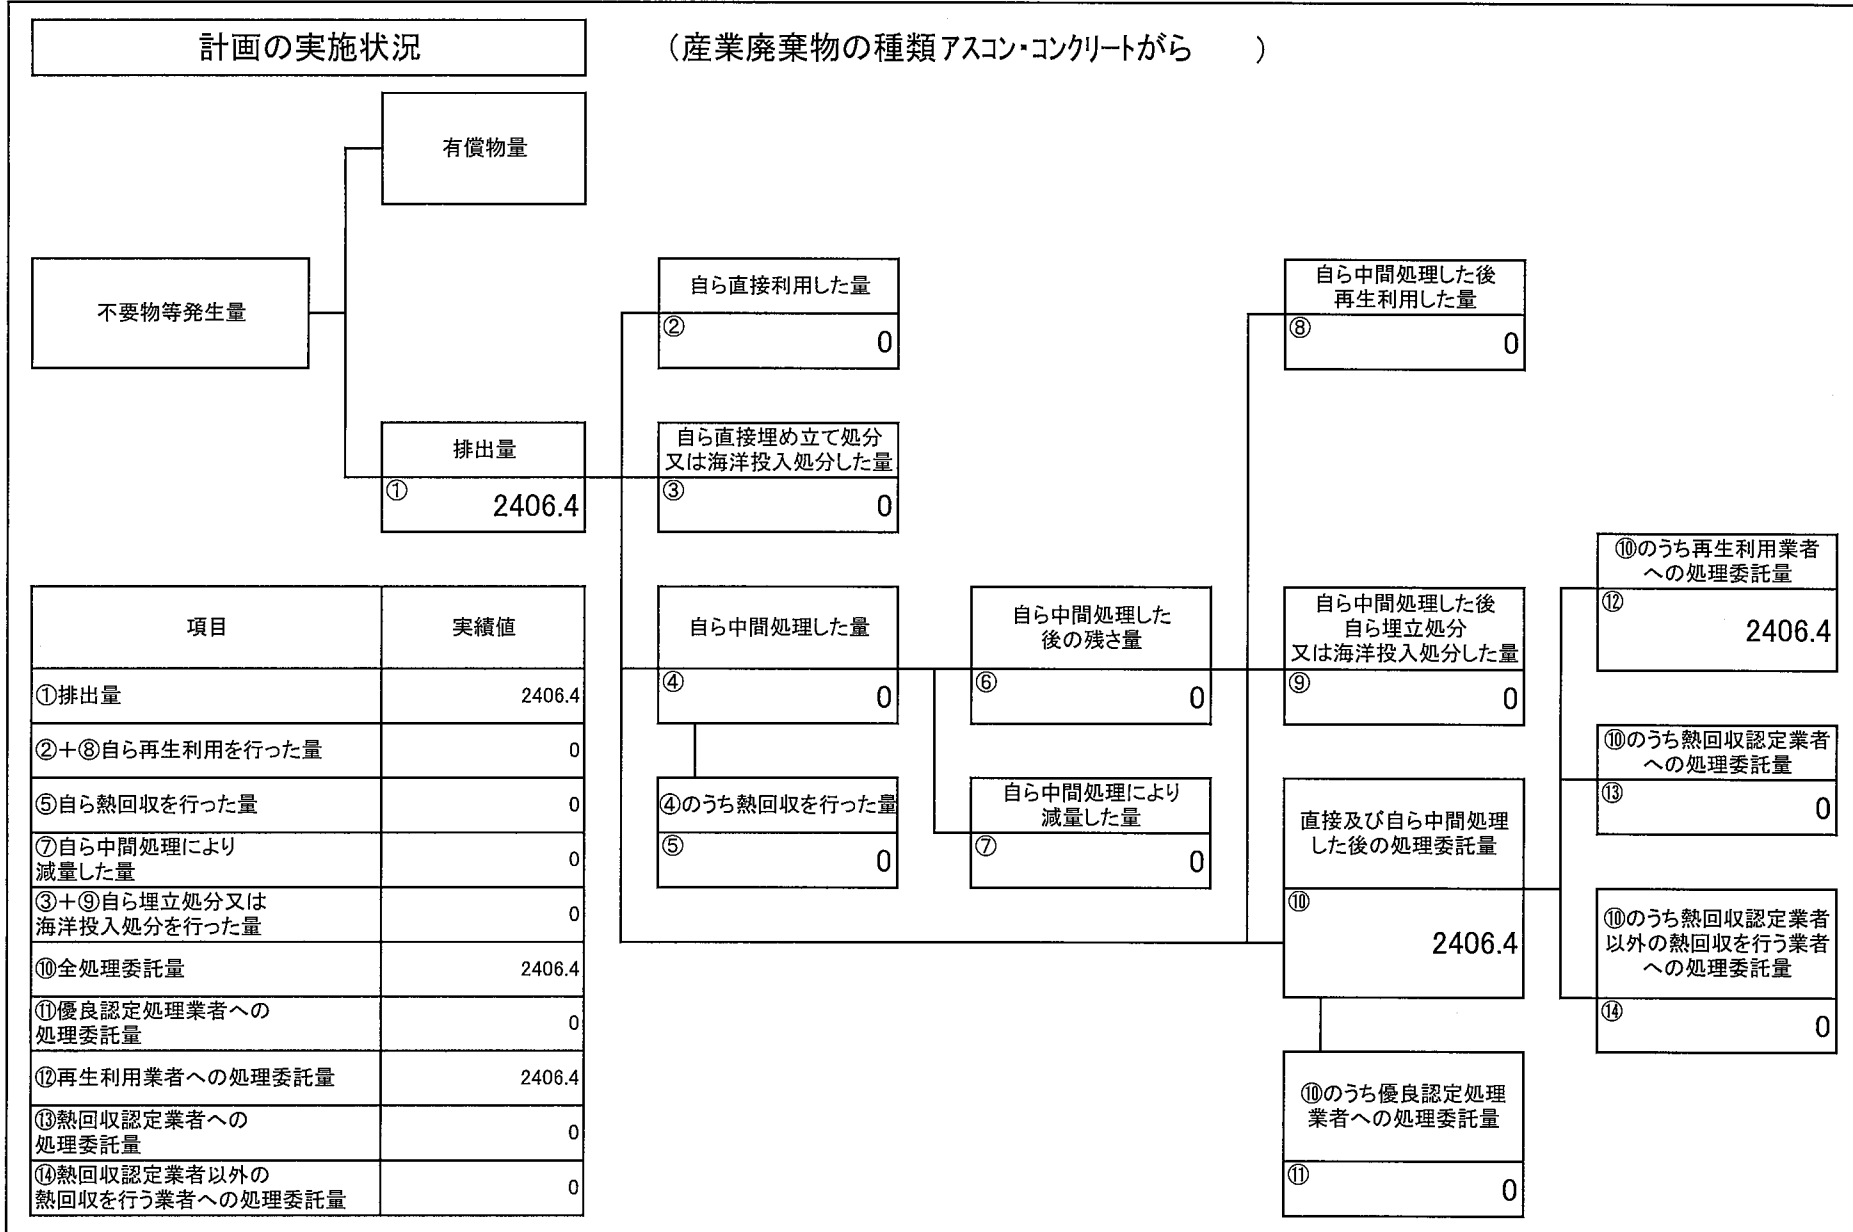 計画の実施状況
（産業廃棄物の種類アスコン・コンクリートがら　　）
有償物量
不要物等発生量
排出量
①
2406.4
自ら直接利用した量
②
0
自ら直接埋め立て処分
又は海洋投入処分した量
③
0
自ら中間処理した量
④
0
④のうち熱回収を行った量
⑤
0
自ら中間処理した
後の残さ量
⑥
0
自ら中間処理により
減量した量
⑦
0
自ら中間処理した後
再生利用した量
⑧
0
自ら中間処理した後
自ら埋立処分
又は海洋投入処分した量
⑨
0
直接及び自ら中間処理
した後の処理委託量
⑩
2406.4
⑩のうち優良認定処理
業者への処理委託量
⑪
0
⑩のうち再生利用業者
への処理委託量
⑫
2406.4
⑩のうち熱回収認定業者
への処理委託量
⑬
0
⑩のうち熱回収認定業者
以外の熱回収を行う業者
への処理委託量
⑭
0
項目 実績値
①排出量 2406.4
②＋⑧自ら再生利用を行った量 0
⑤自ら熱回収を行った量 0
⑦自ら中間処理により
減量した量 0
③＋⑨自ら埋立処分又は
海洋投入処分を行った量 0
⑩全処理委託量 2406.4
⑪優良認定処理業者への
処理委託量 0
⑫再生利用業者への処理委託量 2406.4
⑬熱回収認定業者への
処理委託量 0
⑭熱回収認定業者以外の
熱回収を行う業者への処理委託量 0